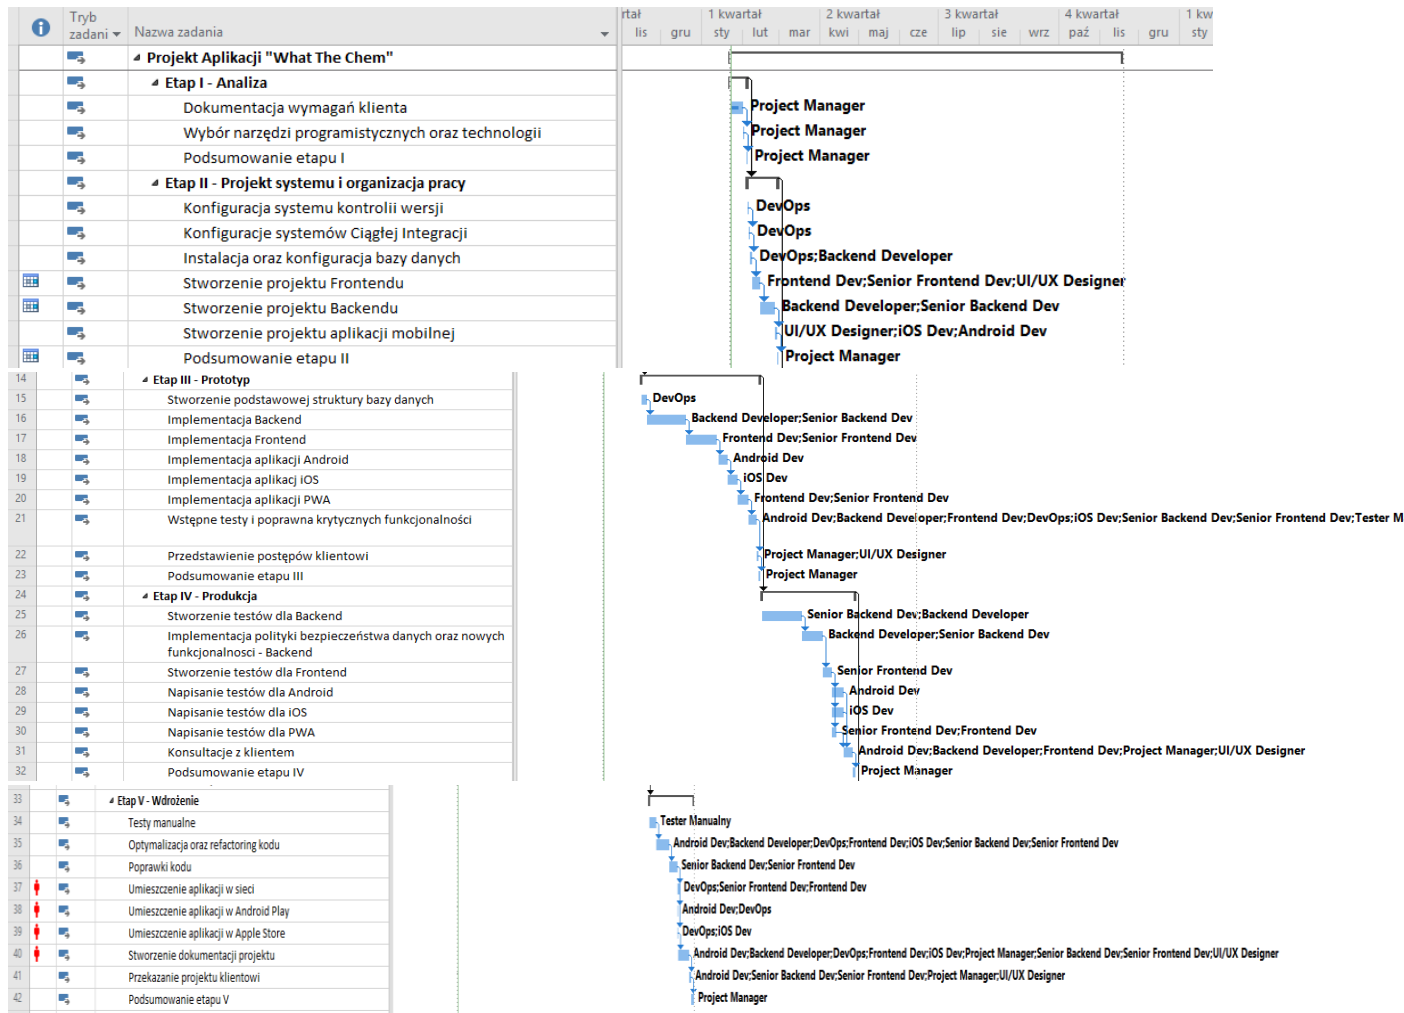 Tryb zadani
Nazwa zadania
rtał 1 kwartał 2 kwartał 3 kwartał 4 kwartał 1 kw
lis gru sty lut mar kwi maj cze lip sie wrz paź lis gru sty
Projekt Aplikacji "What The Chem"
Etap I - Analiza
Dokumentacja wymagań klienta Project Manager
Wybór narzędzi programistycznych oraz technologii Project Manager
Podsumowanie etapu I Project Manager
Etap II - Projekt systemu i organizacja pracy
Konfiguracja systemu kontrolii wersji DevOps
Konfiguracje systemów Ciągłej Integracji DevOps
Instalacja oraz konfiguracja bazy danych DevOps;Backend Developer
Stworzenie projektu Frontendu Frontend Dev;Senior Frontend Dev;UI/UX Designer
Stworzenie projektu Backendu Backend Developer;Senior Backend Dev
Stworzenie projektu aplikacji mobilnej UI/UX Designer;iOS Dev;Android Dev
Podsumowanie etapu II Project Manager
14 Etap III - Prototyp
15 Stworzenie podstawowej struktury bazy danych DevOps
16 Implementacja Backend Backend Developer;Senior Backend Dev
17 Implementacja Frontend Frontend Dev;Senior Frontend Dev
18 Implementacja aplikacji Android Android Dev
19 Implementacja aplikacj iOS iOS Dev
20 Implementacja aplikacji PWA Frontend Dev;Senior Frontend Dev
21 Wstępne testy i poprawna krytycznych funkcjonalności Android Dev;Backend Developer;Frontend Dev;DevOps;iOS Dev;Senior Backend Dev;Senior Frontend Dev;Tester M
22 Przedstawienie postępów klientowi Project Manager;UI/UX Designer
23 Podsumowanie etapu III Project Manager
24 Etap IV - Produkcja
25 Stworzenie testów dla Backend Senior Backend Dev;Backend Developer
26 Implementacja polityki bezpieczeństwa danych oraz nowych Backend Developer;Senior Backend Dev
funkcjonalnosci - Backend
27 Stworzenie testów dla Frontend Senior Frontend Dev
28 Napisanie testów dla Android Android Dev
29 Napisanie testów dla iOS iOS Dev
30 Napisanie testów dla PWA Senior Frontend Dev;Frontend Dev
31 Konsultacje z klientem Android Dev;Backend Developer;Frontend Dev;Project Manager;UI/UX Designer
32 Podsumowanie etapu IV Project Manager
33 Etap V - Wdrożenie
34 Testy manualne Tester Manualny
35 Optymalizacja oraz refactoring kodu Android Dev;Backend Developer;DevOps;Frontend Dev;iOS Dev;Senior Backend Dev;Senior Frontend Dev
36 Poprawki kodu Senior Backend Dev;Senior Frontend Dev
37 Umieszczenie aplikacji w sieci DevOps;Senior Frontend Dev;Frontend Dev
38 Umieszczenie aplikacji w Android Play Android Dev;DevOps
39 Umieszczenie aplikacji w Apple Store DevOps;iOS Dev
40 Stworzenie dokumentacji projektu Android Dev;Backend Developer;DevOps;Frontend Dev;iOS Dev;Project Manager;Senior Backend Dev;Senior Frontend Dev;UI/UX Designer
41 Przekazanie projektu klientowi Android Dev;Senior Backend Dev;Senior Frontend Dev;Project Manager;UI/UX Designer
42 Podsumowanie etapu V Project Manager